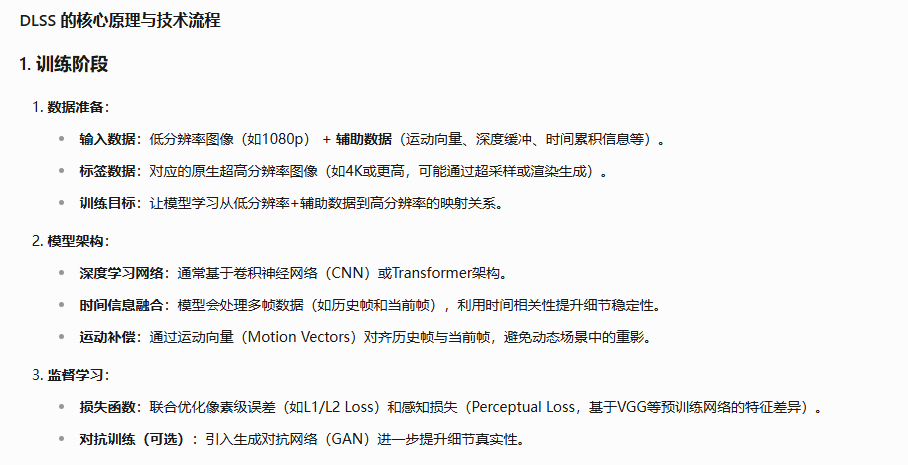 DLSS 的核心原理与技术流程
1. 训练阶段
1. 数据准备：
• 输入数据：低分辨率图像（如1080p） + 辅助数据（运动向量、深度缓冲、时间累积信息等）。
• 标签数据：对应的原生超高分辨率图像（如4K或更高，可能通过超采样或渲染生成）。
• 训练目标：让模型学习从低分辨率+辅助数据到高分辨率的映射关系。
2. 模型架构：
• 深度学习网络：通常基于卷积神经网络（CNN）或Transformer架构。
• 时间信息融合：模型会处理多帧数据（如历史帧和当前帧），利用时间相关性提升细节稳定性。
• 运动补偿：通过运动向量（Motion Vectors）对齐历史帧与当前帧，避免动态场景中的重影。
3. 监督学习：
• 损失函数：联合优化像素级误差（如L1/L2 Loss）和感知损失（Perceptual Loss，基于VGG等预训练网络的特征差异）。
• 对抗训练（可选）：引入生成对抗网络（GAN）进一步提升细节真实性。